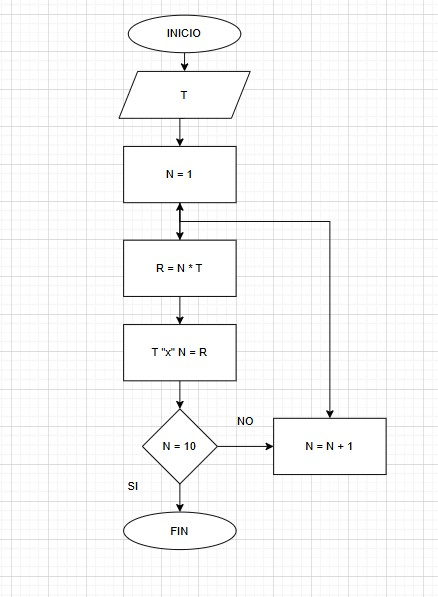 INICIO
T
N = 1
R = N * T
T "x" N = R
N = 10
NO
N = N + 1
SI
FIN